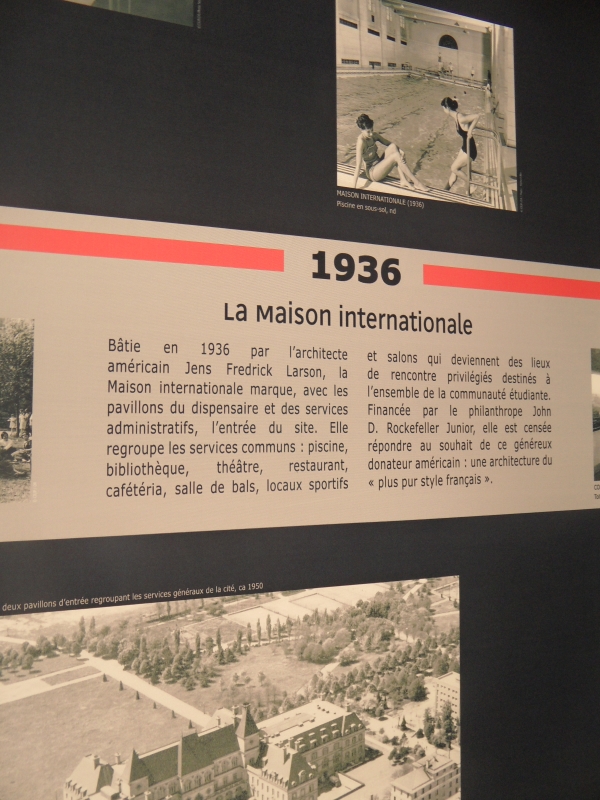 MAISON INTERNATIONALE (1936)
Piscine en sous-sol, nd
1936
La Maison internationale
Bâtie en 1936 par l'architecte
américain Jens Fredrick Larson, la
Maison internationale marque, avec les
pavillons du dispensaire et des services
administratifs, l'entrée du site. Elle
regroupe les services communs : piscine,
bibliothèque, théâtre, restaurant,
cafétéria, salle de bals, locaux sportifs
et salons qui deviennent des lieux
de rencontre privilégiés destinés à
l'ensemble de la communauté étudiante.
Financée par le philanthrope John
D. Rockefeller Junior, elle est censée
répondre au souhait de ce généreux
donateur américain : une architecture du
« plus pur style français ».
deux pavillons d'entrée regroupant les services généraux de la cité, ca 1950